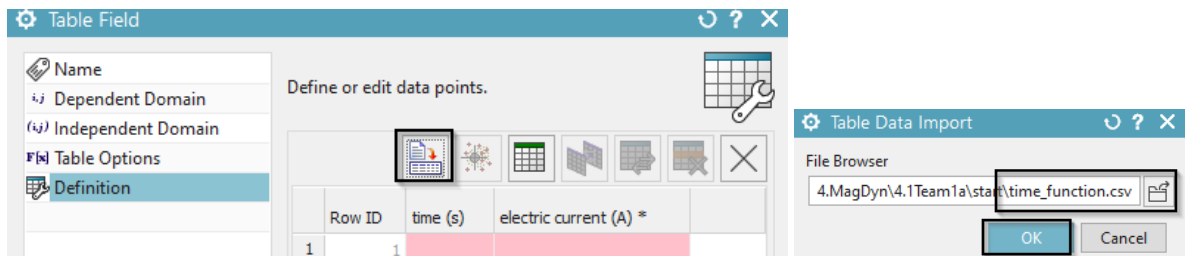 Table Field
Name
Dependent Domain
Independent Domain
Table Options
Definition
Define or edit data points.
Row ID time (s) electric current (A) *
1 1
Table Data Import
File Browser
4.MagDyn\4.1Team1a\start\time_function.csv
OK Cancel